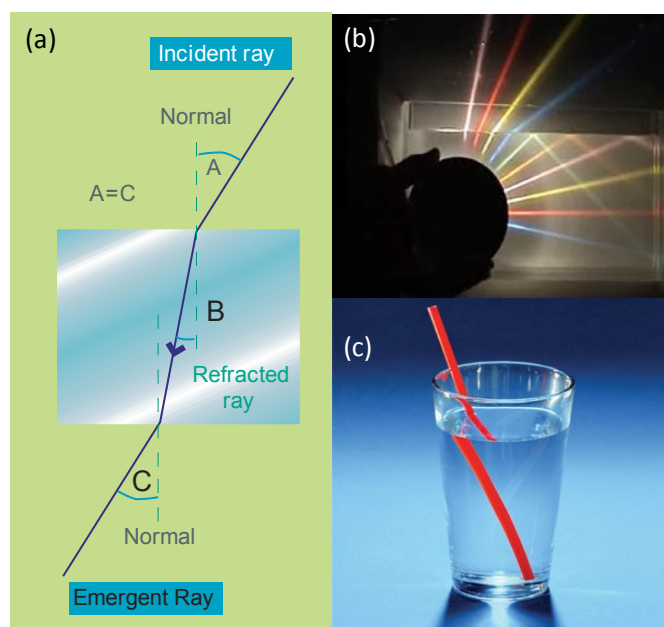 (a)
Incident ray
Normal
A
A=C
B
Refracted
ray
C
Normal
Emergent Ray
(b)
(c)